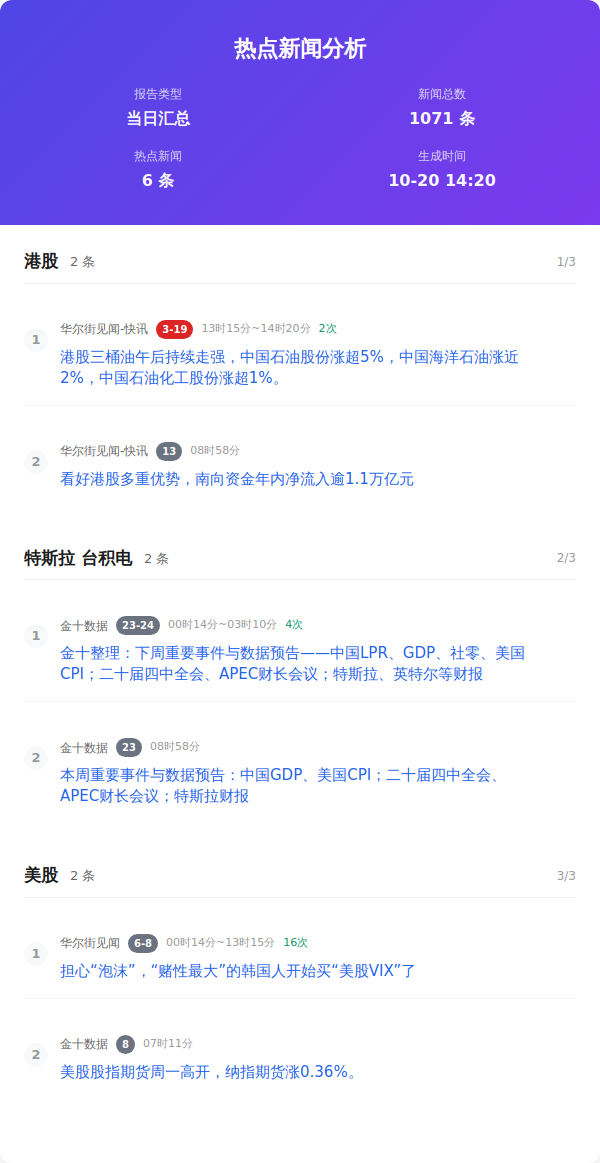 热点新闻分析
报告类型
新闻总数
当日汇总
1071 条
热点新闻
生成时间
6 条
10-20 14:20
港股 2 条 1/3
1
华尔街见闻-快讯 3-19 13时15分~14时20分 2次
港股三桶油午后持续走强，中国石油股份涨超5%，中国海洋石油涨近
2%，中国石油化工股份涨超1%。
2
华尔街见闻-快讯 13 08时58分
看好港股多重优势，南向资金年内净流入逾1.1万亿元
特斯拉 台积电 2 条 2/3
1
金十数据 23-24 00时14分~03时10分 4次
金十整理：下周重要事件与数据预告——中国LPR、GDP、社零、美国
CPI；二十届四中全会、APEC财长会议；特斯拉、英特尔等财报
2
金十数据 23 08时58分
本周重要事件与数据预告：中国GDP、美国CPI；二十届四中全会、
APEC财长会议；特斯拉财报
美股 2 条 3/3
1
华尔街见闻 6-8 00时14分~13时15分 16次
担心“泡沫”，“赌性最大”的韩国人开始买“美股VIX”了
2
金十数据 8 07时11分
美股股指期货周一高开，纳指期货涨0.36%。